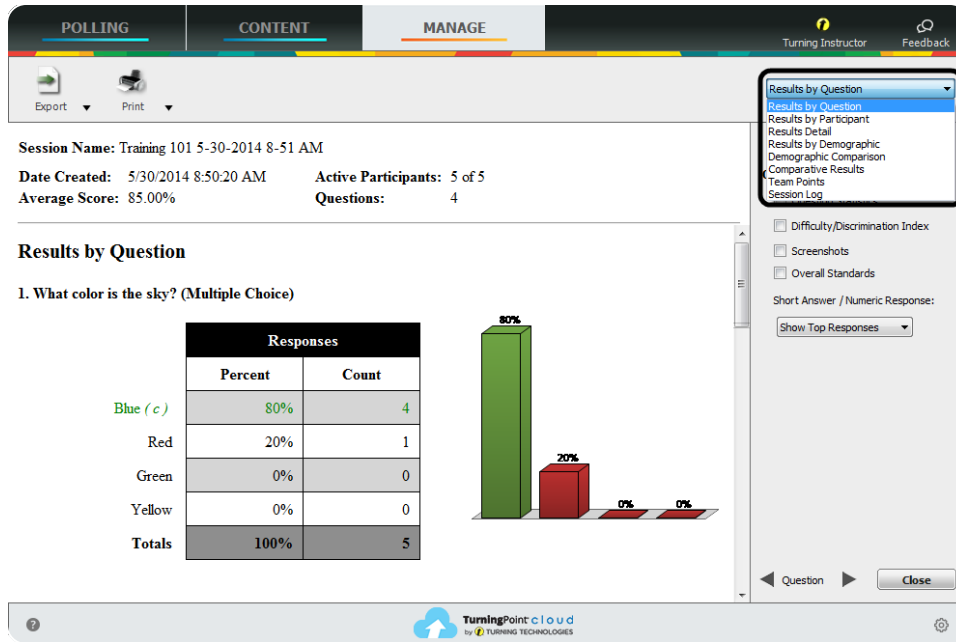 POLLING CONTENT MANAGE
Turning Instructor Feedback
Export Print
Results by Question
Results by Question
Results by Participant
Results Detail
Results by Demographic
Demographic Comparison
Comparative Results
Team Points
Session Log
Session Name: Training 101 5-30-2014 8-51 AM
Date Created: 5/30/2014 8:50:20 AM Active Participants: 5 of 5
Average Score: 85.00% Questions: 4
Difficulty/Discrimination Index
Screenshots
Overall Standards
Short Answer / Numeric Response:
Show Top Responses
Results by Question
1. What color is the sky? (Multiple Choice)
Responses
Percent Count
Blue (c) 80% 4
Red 20% 1
Green 0% 0
Yellow 0% 0
Totals 100% 5
80%
20%
0% 0%
Question Close
?
TurningPoint cloud
by TURNING TECHNOLOGIES